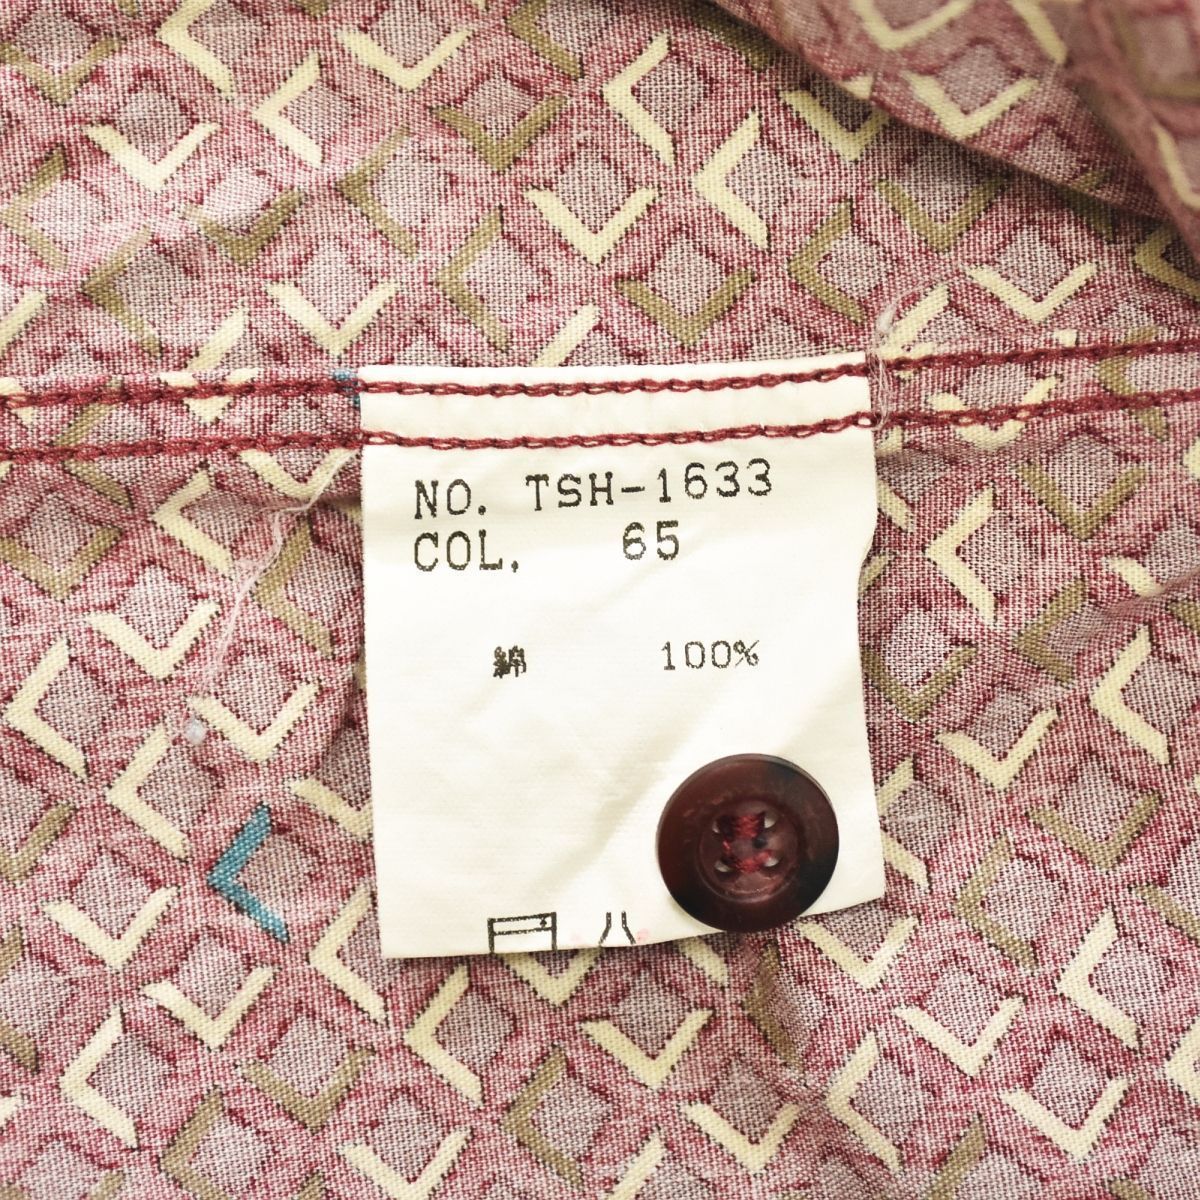 NO. TSH-1633
COL. 65
綿 100%